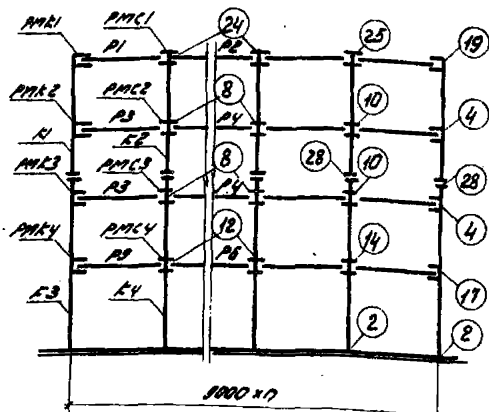 РМК1 РМС1 24 25
Р1 Р2 19
РМК2 РМС2 8 10
Р3 Р4 4
К1 К2 28 28
РМК3 РМС3 8 10
Р3 Р4 4
РМК4 РМС4 12 14
Р6 17
К3 К4 2 2
9000 хп